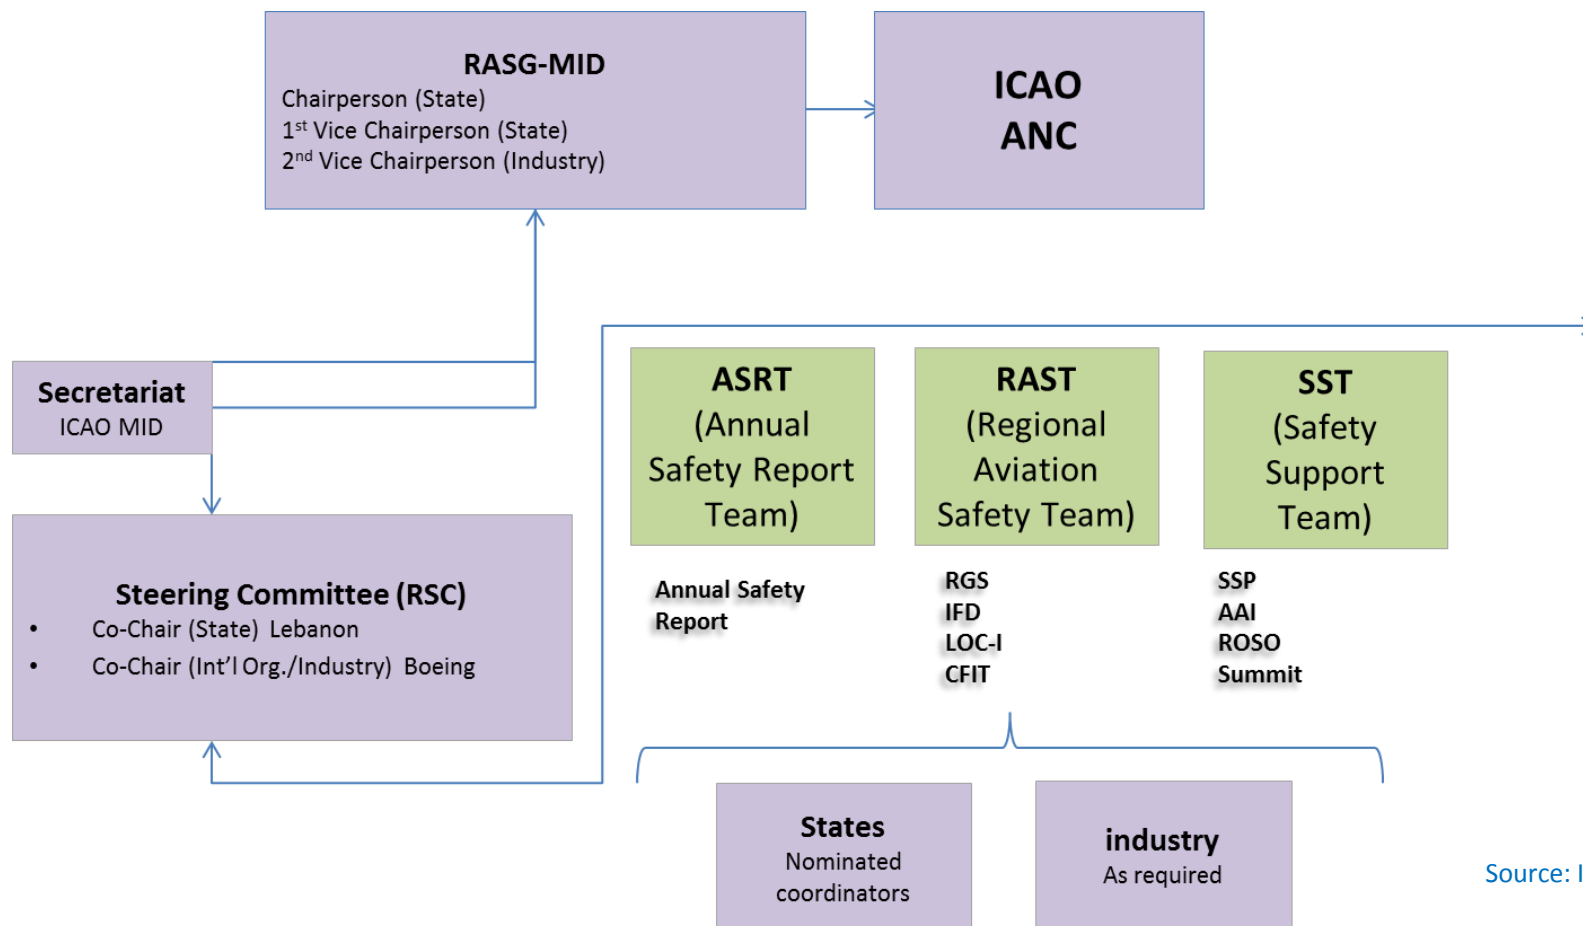 RASG-MID
Chairperson (State)
1st Vice Chairperson (State)
2nd Vice Chairperson (Industry)
ICAO
ANC
Secretariat
ICAO MID
Steering Committee (RSC)
• Co-Chair (State) Lebanon
• Co-Chair (Int'l Org./Industry) Boeing
ASRT
(Annual
Safety Report
Team)
Annual Safety
Report
RAST
(Regional
Aviation
Safety Team)
RGS
IFD
LOC-I
CFIT
SST
(Safety
Support
Team)
SSP
AAI
ROSO
Summit
States
Nominated
coordinators
industry
As required
Source: I